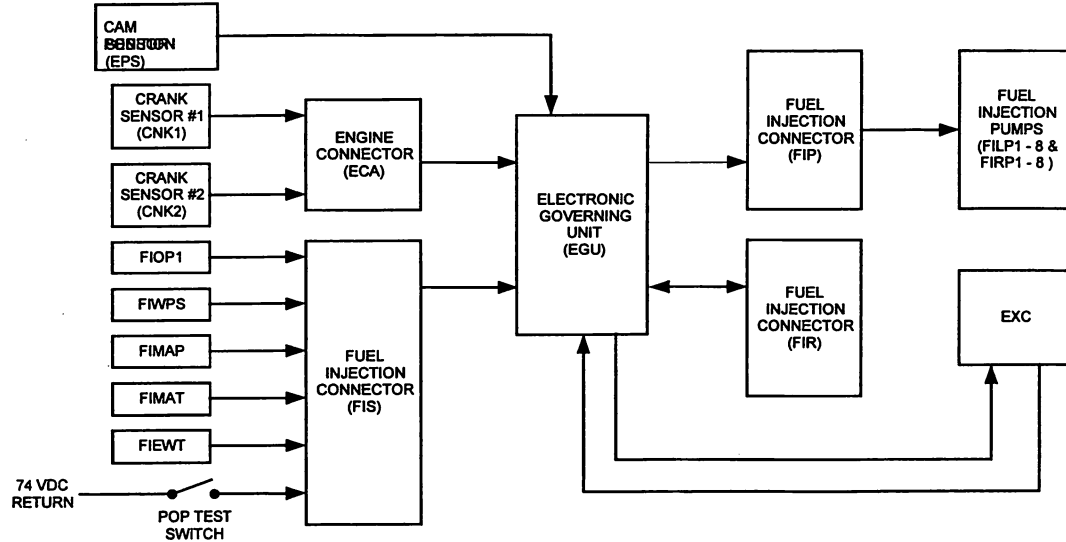 CAM
(EPS)
CRANK
SENSOR #1
(CNK1)
CRANK
SENSOR #2
(CNK2)
FIOP1
FIWPS
FIMAP
FIMAT
FIEWT
74 VDC
RETURN
POP TEST
SWITCH
ENGINE
CONNECTOR
(ECA)
FUEL
INJECTION
CONNECTOR
(FIS)
ELECTRONIC
GOVERNING
UNIT
(EGU)
FUEL
INJECTION
CONNECTOR
(FIP)
FUEL
INJECTION
CONNECTOR
(FIR)
FUEL
INJECTION
PUMPS
(FILP1 - 8 &
FIRP1 - 8 )
EXC